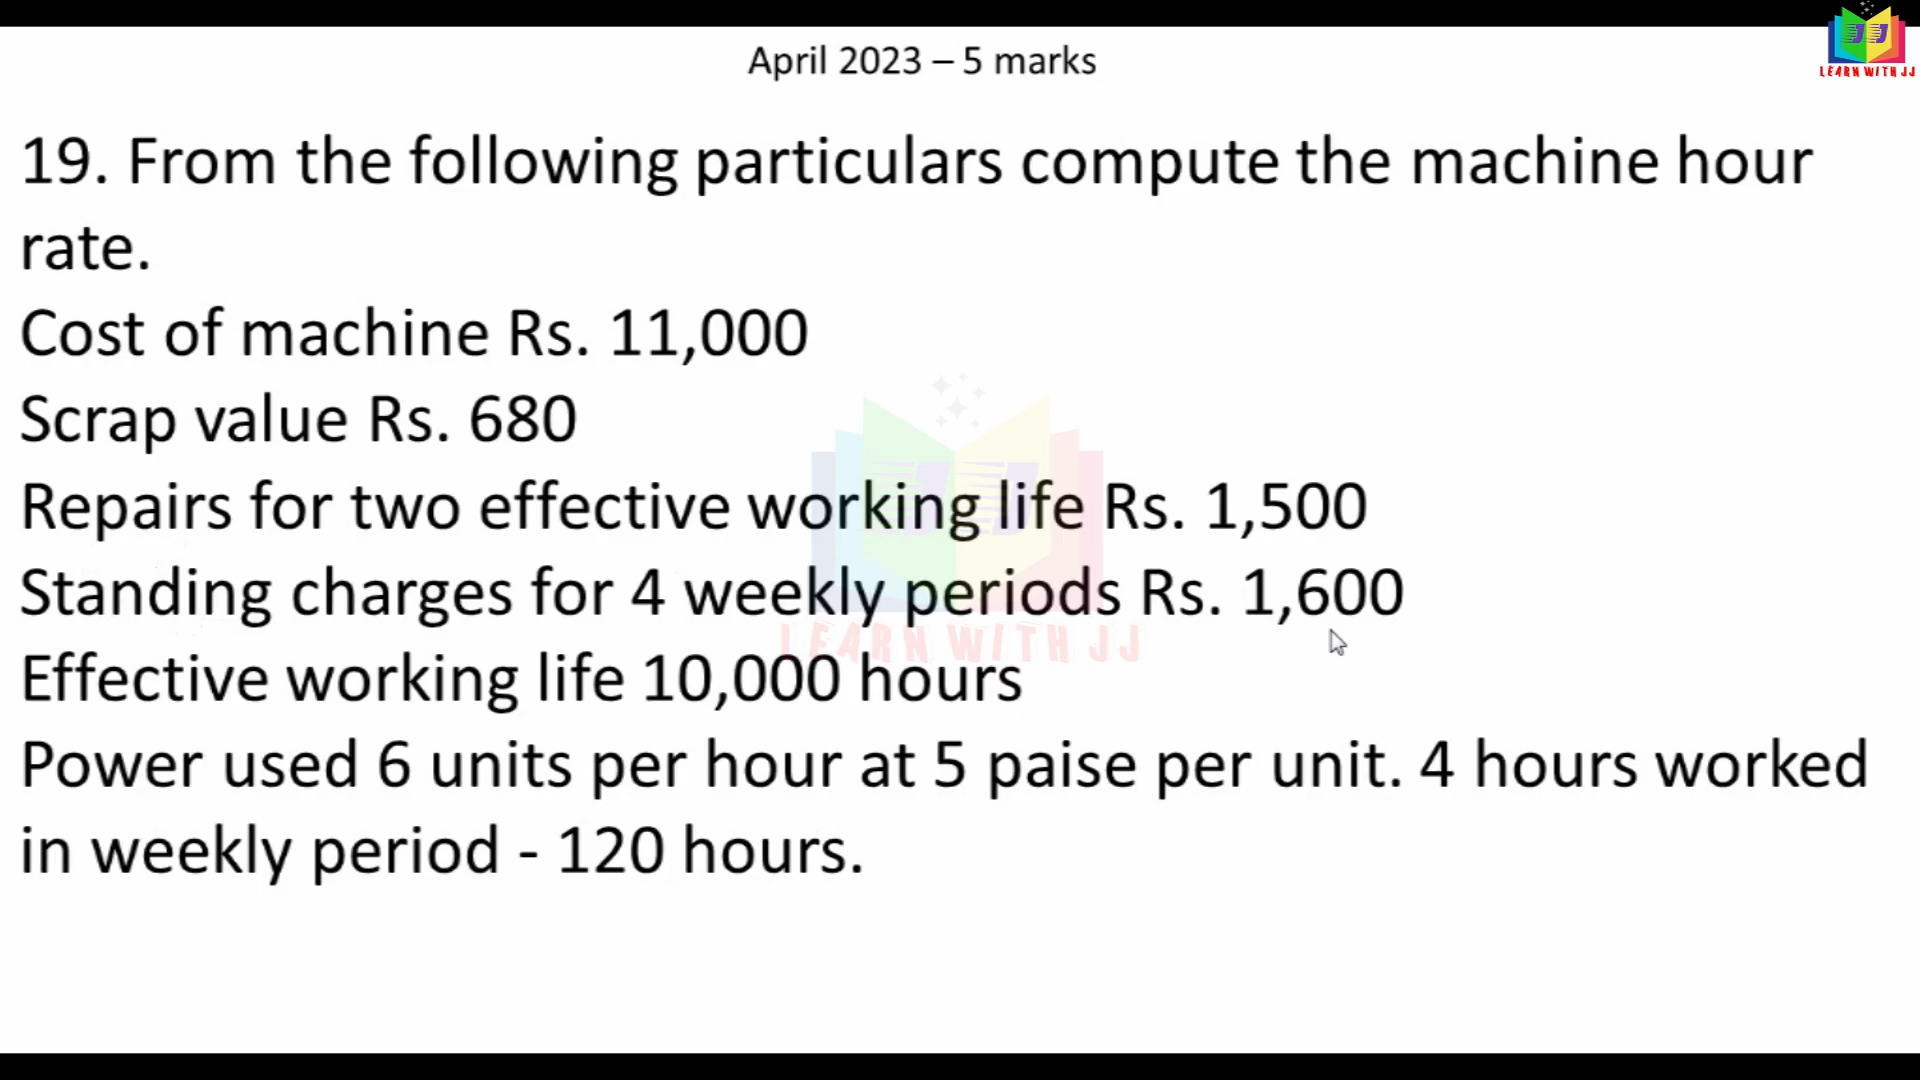 April 2023 – 5 marks
LEARN WITH JJ
19. From the following particulars compute the machine hour
rate.
Cost of machine Rs. 11,000
Scrap value Rs. 680
Repairs for two effective working life Rs. 1,500
Standing charges for 4 weekly periods Rs. 1,600
LEARN WITH JJ
Effective working life 10,000 hours
Power used 6 units per hour at 5 paise per unit. 4 hours worked
in weekly period - 120 hours.